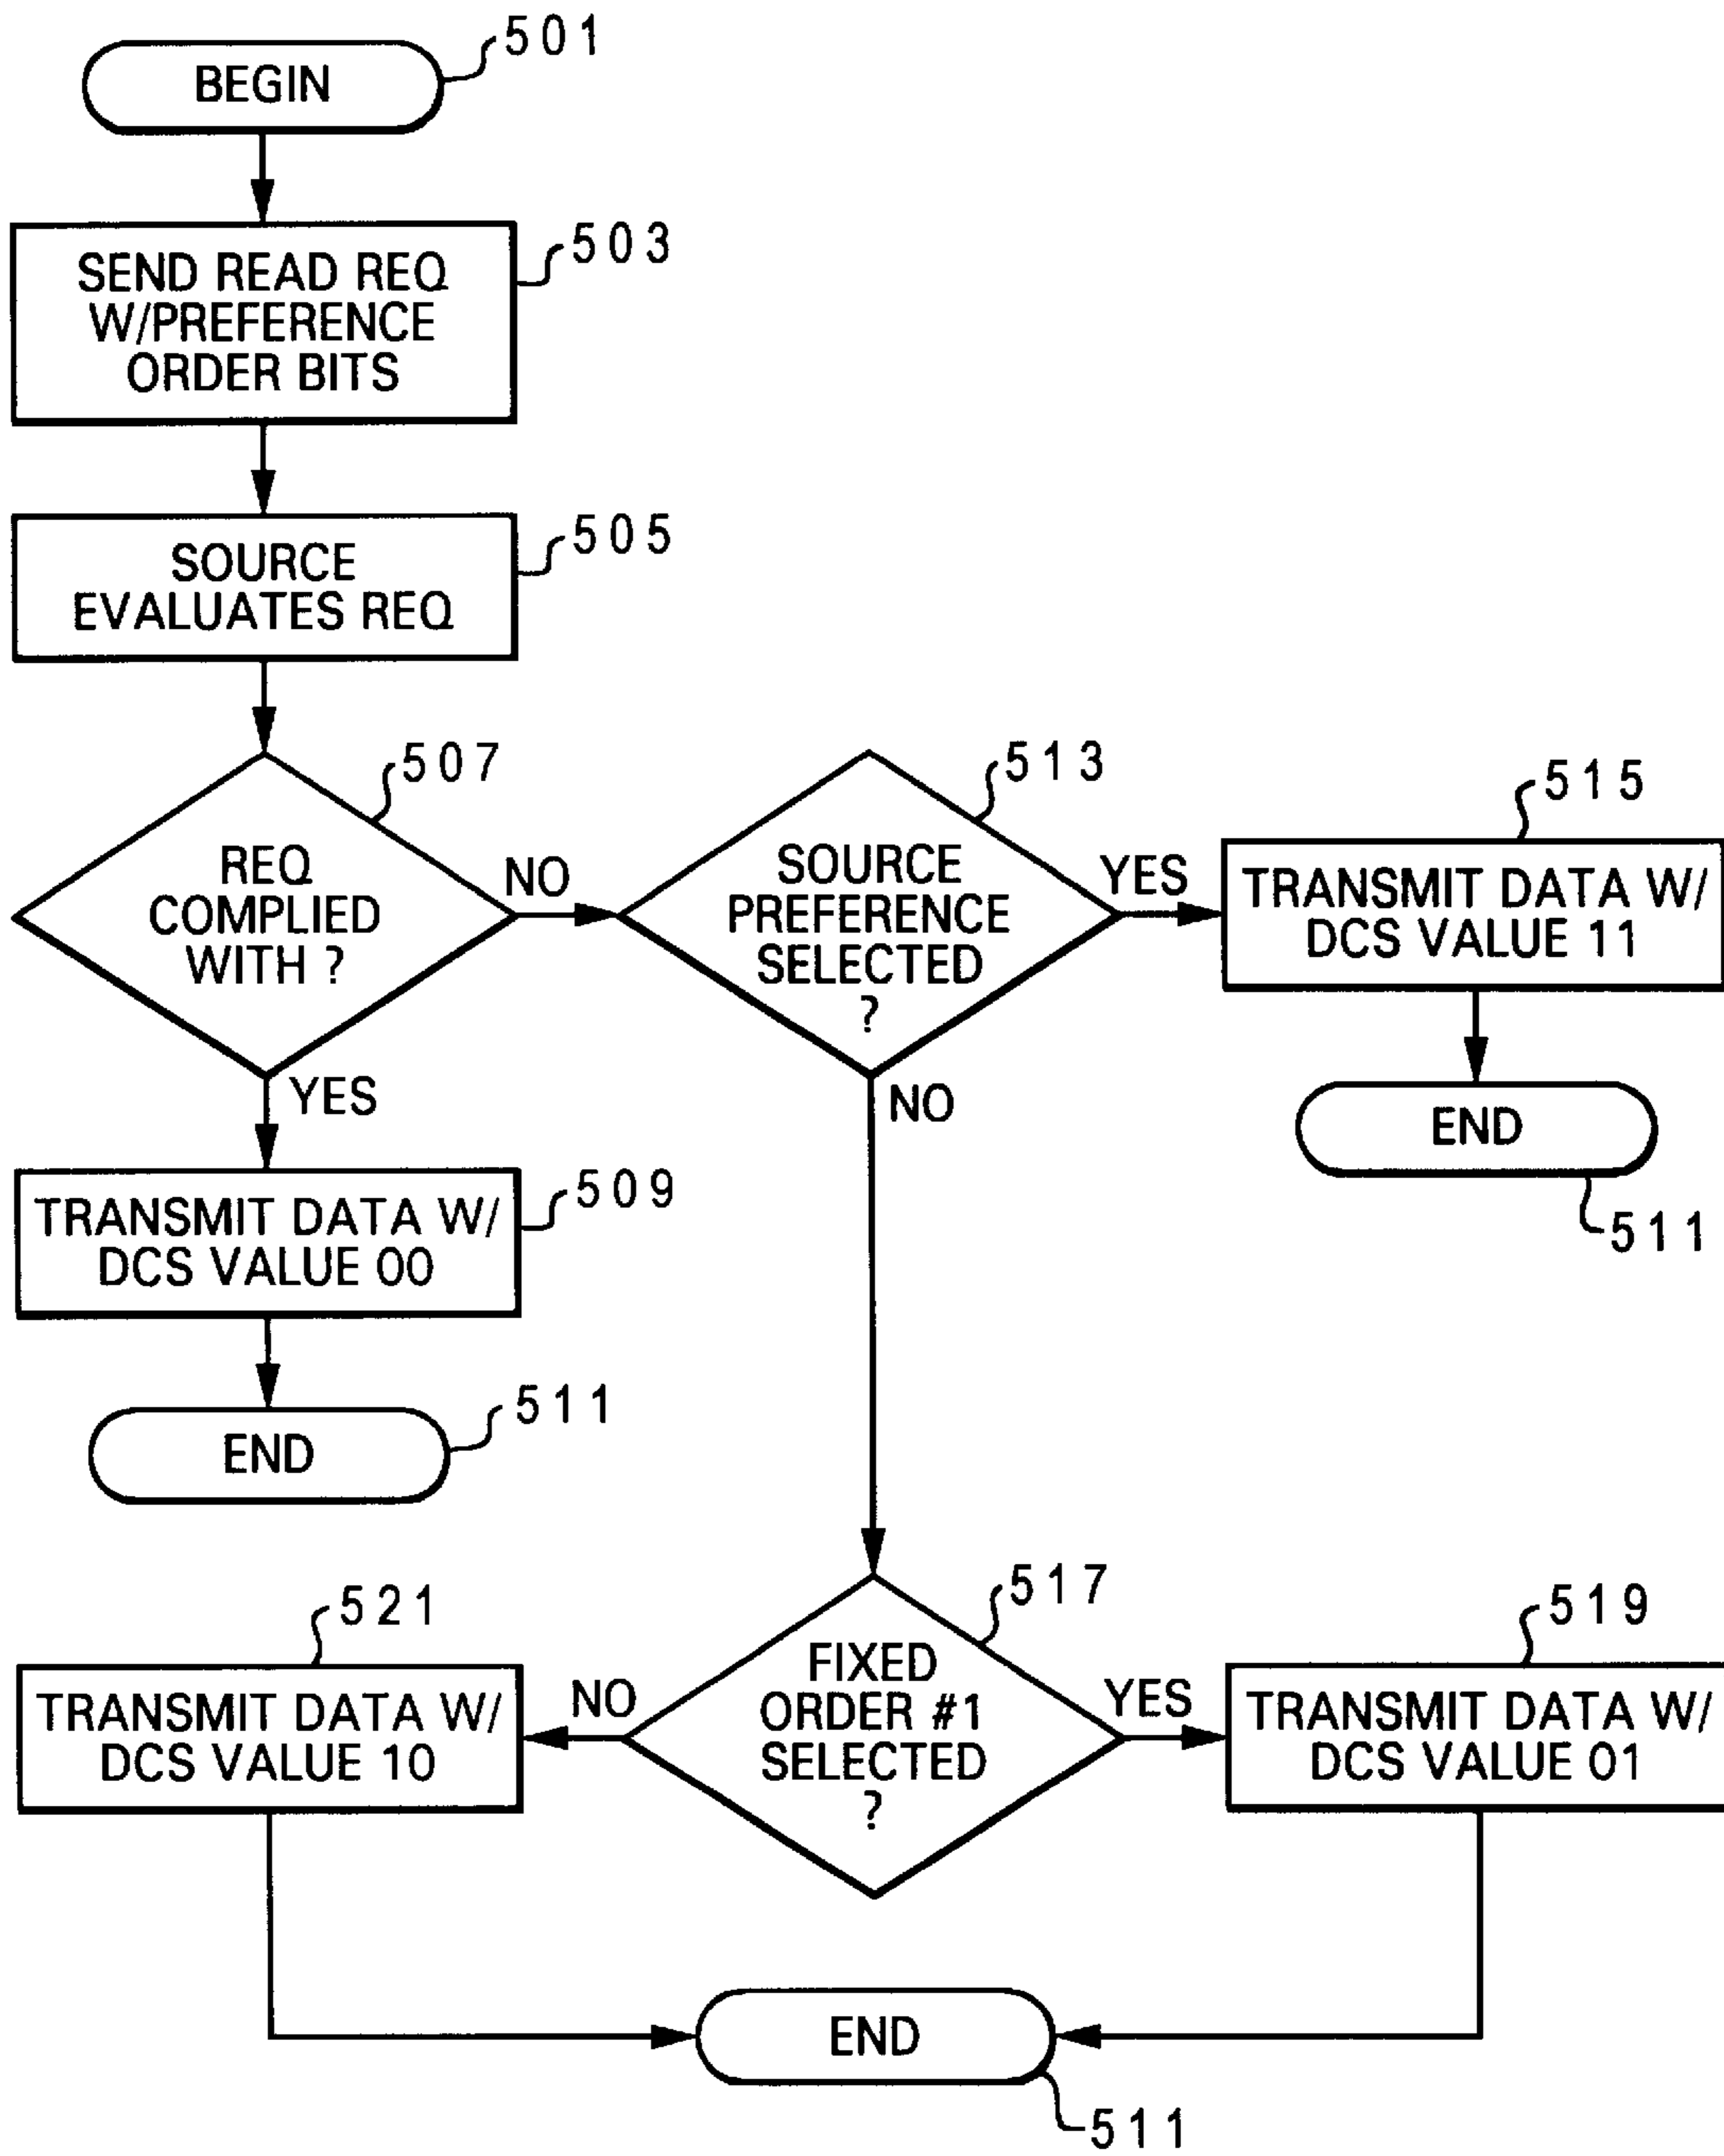 501
BEGIN
503
SEND READ REQ
W/PREFERENCE
ORDER BITS
505
SOURCE
EVALUATES REQ
507
REQ
COMPLIED
WITH ?
NO
YES
513
SOURCE
PREFERENCE
SELECTED
?
YES
NO
515
TRANSMIT DATA W/
DCS VALUE 11
END
511
509
TRANSMIT DATA W/
DCS VALUE 00
END
511
517
FIXED
ORDER #1
SELECTED
?
NO
YES
521
TRANSMIT DATA W/
DCS VALUE 10
519
TRANSMIT DATA W/
DCS VALUE 01
END
511